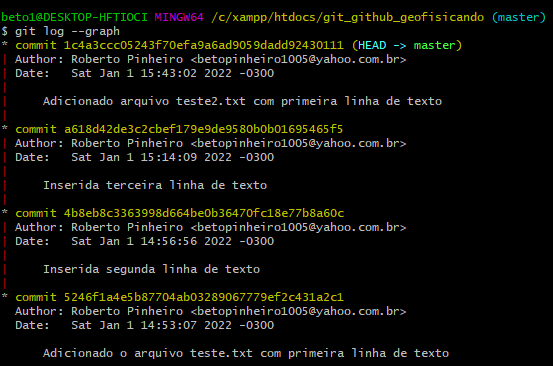 beto1@DESKTOP-HFTIOCI MINGW64 /c/xampp/htdocs/git_github_geofisicando (master)
$ git log --graph
* commit 1c4a3ccc05243f70efa9a6ad9059dadd92430111 (HEAD -> master)
| Author: Roberto Pinheiro <betopinheiro1005@yahoo.com.br>
| Date:   Sat Jan 1 15:43:02 2022 -0300
|
|     Adicionado arquivo teste2.txt com primeira linha de texto
|
* commit a618d42de3c2cbef179e9de9580b0b01695465f5
| Author: Roberto Pinheiro <betopinheiro1005@yahoo.com.br>
| Date:   Sat Jan 1 15:14:09 2022 -0300
|
|     Inserida terceira linha de texto
|
* commit 4b8eb8c3363998d664be0b36470fc18e77b8a60c
| Author: Roberto Pinheiro <betopinheiro1005@yahoo.com.br>
| Date:   Sat Jan 1 14:56:56 2022 -0300
|
|     Inserida segunda linha de texto
|
* commit 5246f1a4e5b87704ab03289067779ef2c431a2c1
  Author: Roberto Pinheiro <betopinheiro1005@yahoo.com.br>
  Date:   Sat Jan 1 14:53:07 2022 -0300

      Adicionado o arquivo teste.txt com primeira linha de texto